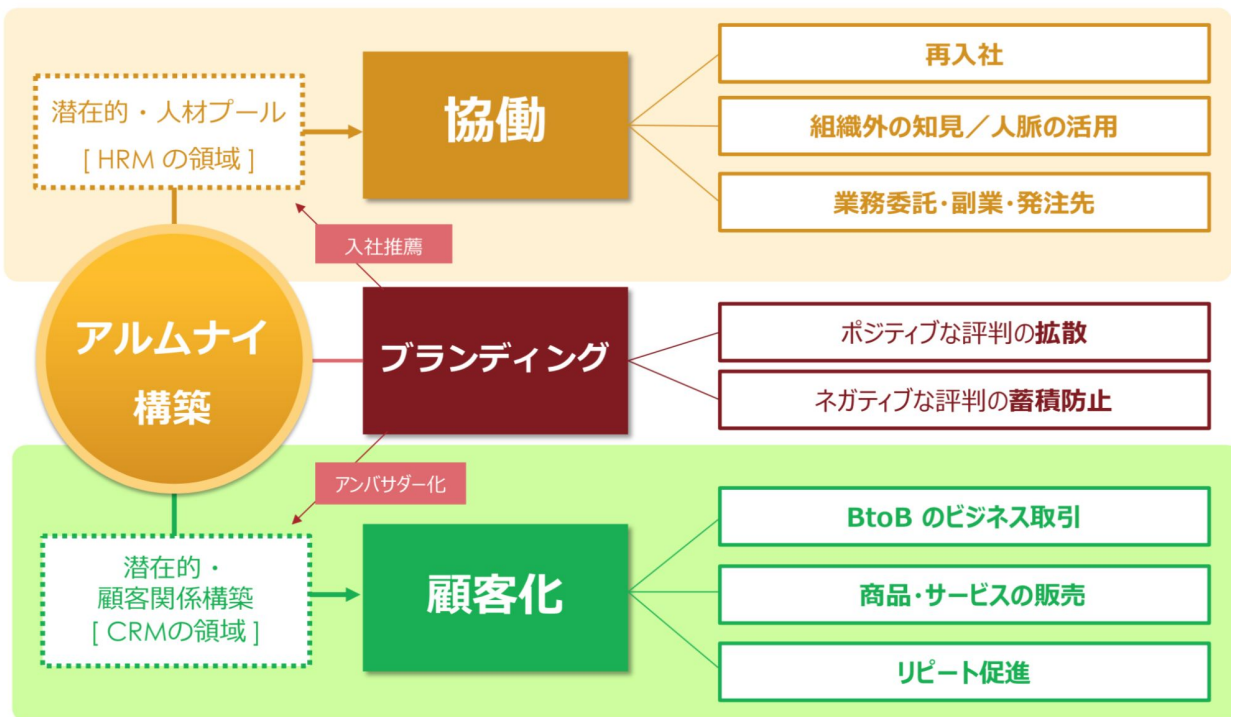 潜在的・人材プール
[ HRM の領域 ]
協働
再入社
組織外の知見／人脈の活用
業務委託・副業・発注先
入社推薦
アルムナイ
構築
ブランディング
ポジティブな評判の拡散
ネガティブな評判の蓄積防止
アンバサダー化
潜在的・
顧客関係構築
[ CRMの領域 ]
顧客化
BtoB のビジネス取引
商品・サービスの販売
リピート促進